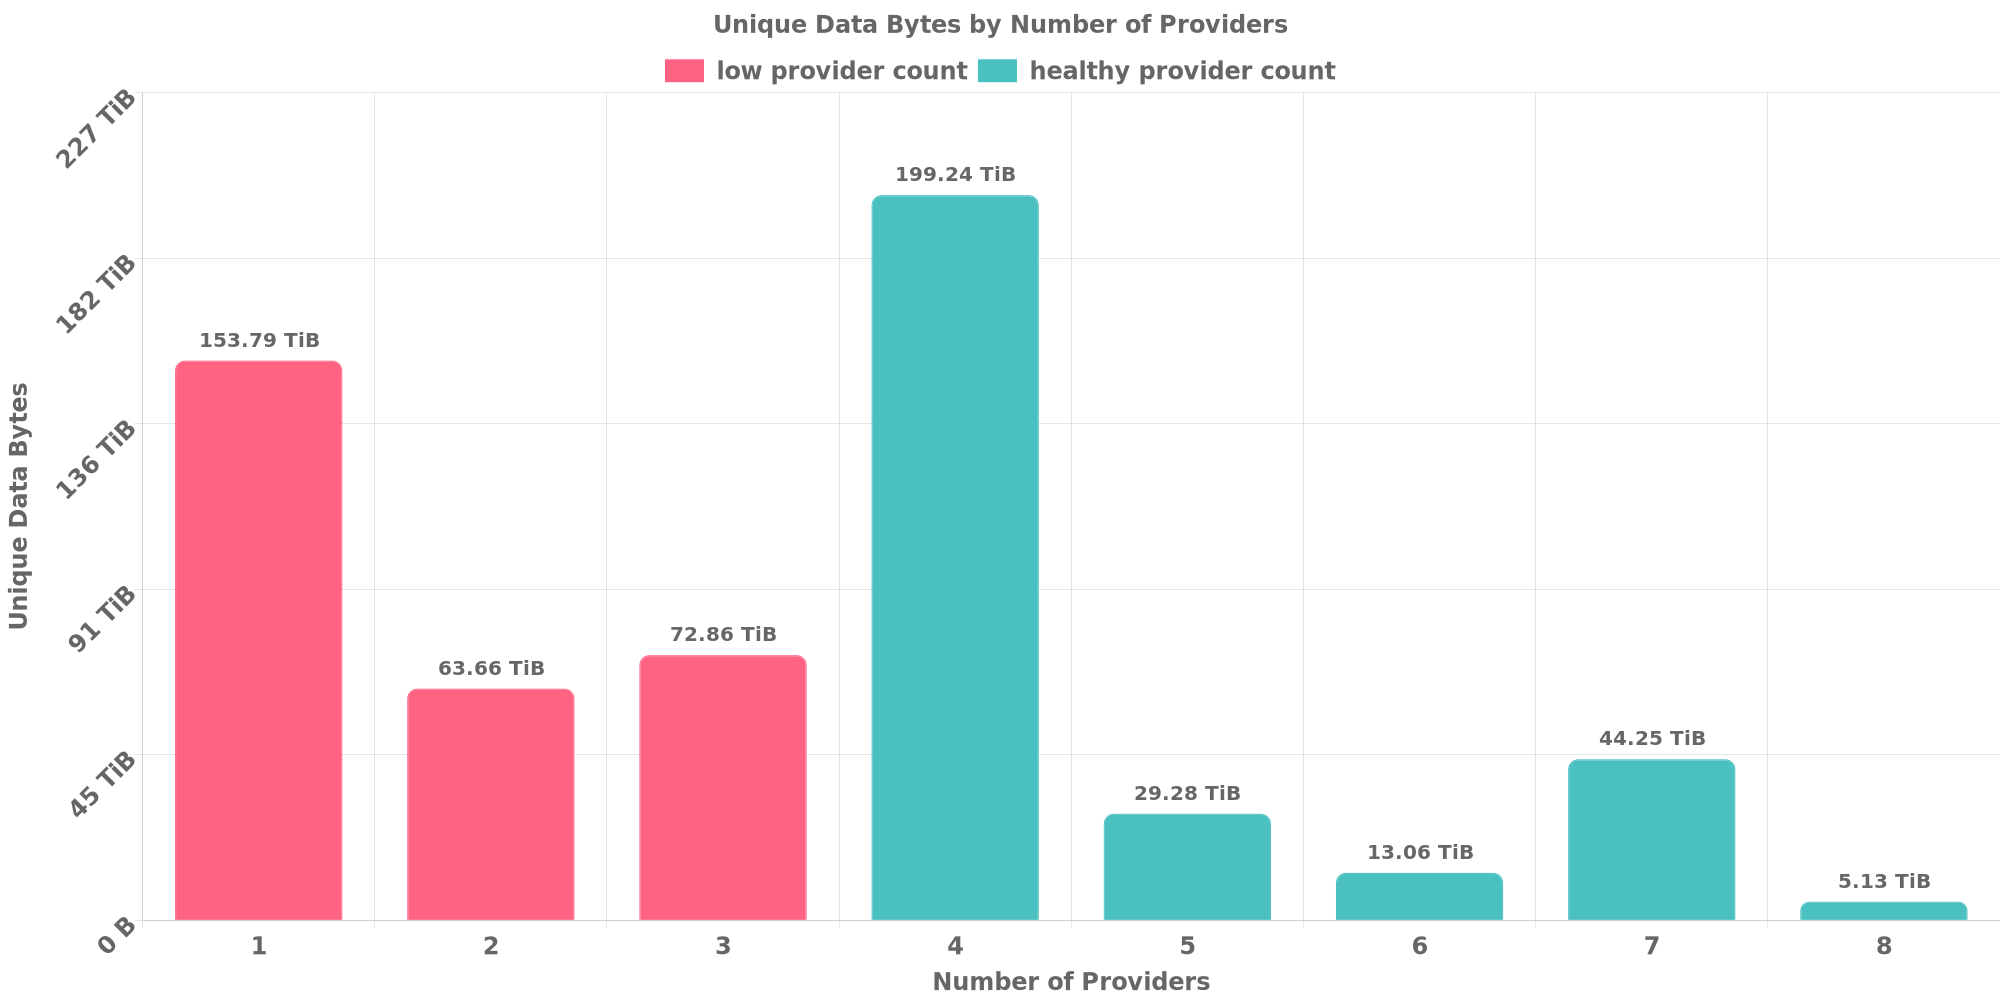 Unique Data Bytes by Number of Providers
low provider count healthy provider count
227 TiB
182 TiB
136 TiB
91 TiB
45 TiB
0 B
Unique Data Bytes
153.79 TiB
63.66 TiB
72.86 TiB
199.24 TiB
29.28 TiB
13.06 TiB
44.25 TiB
5.13 TiB
1 2 3 4 5 6 7 8
Number of Providers